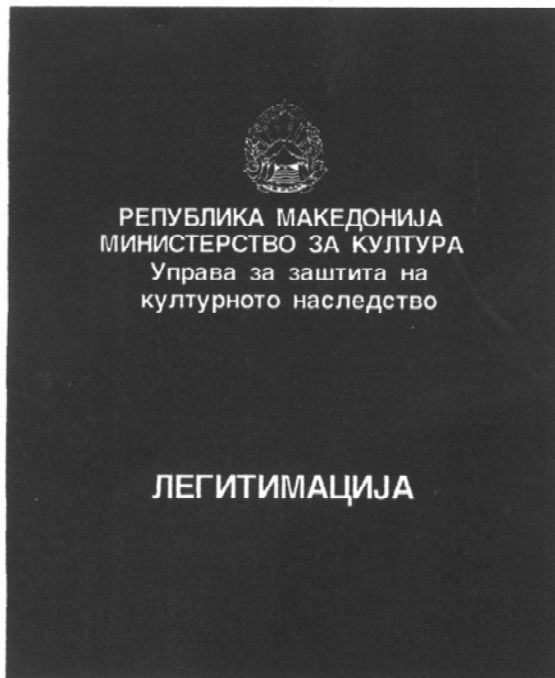 РЕПУБЛИКА МАКЕДОНИЈА
МИНИСТЕРСТВО ЗА КУЛТУРА
Управа за заштита на
културното наследство
ЛЕГИТИМАЦИЈА